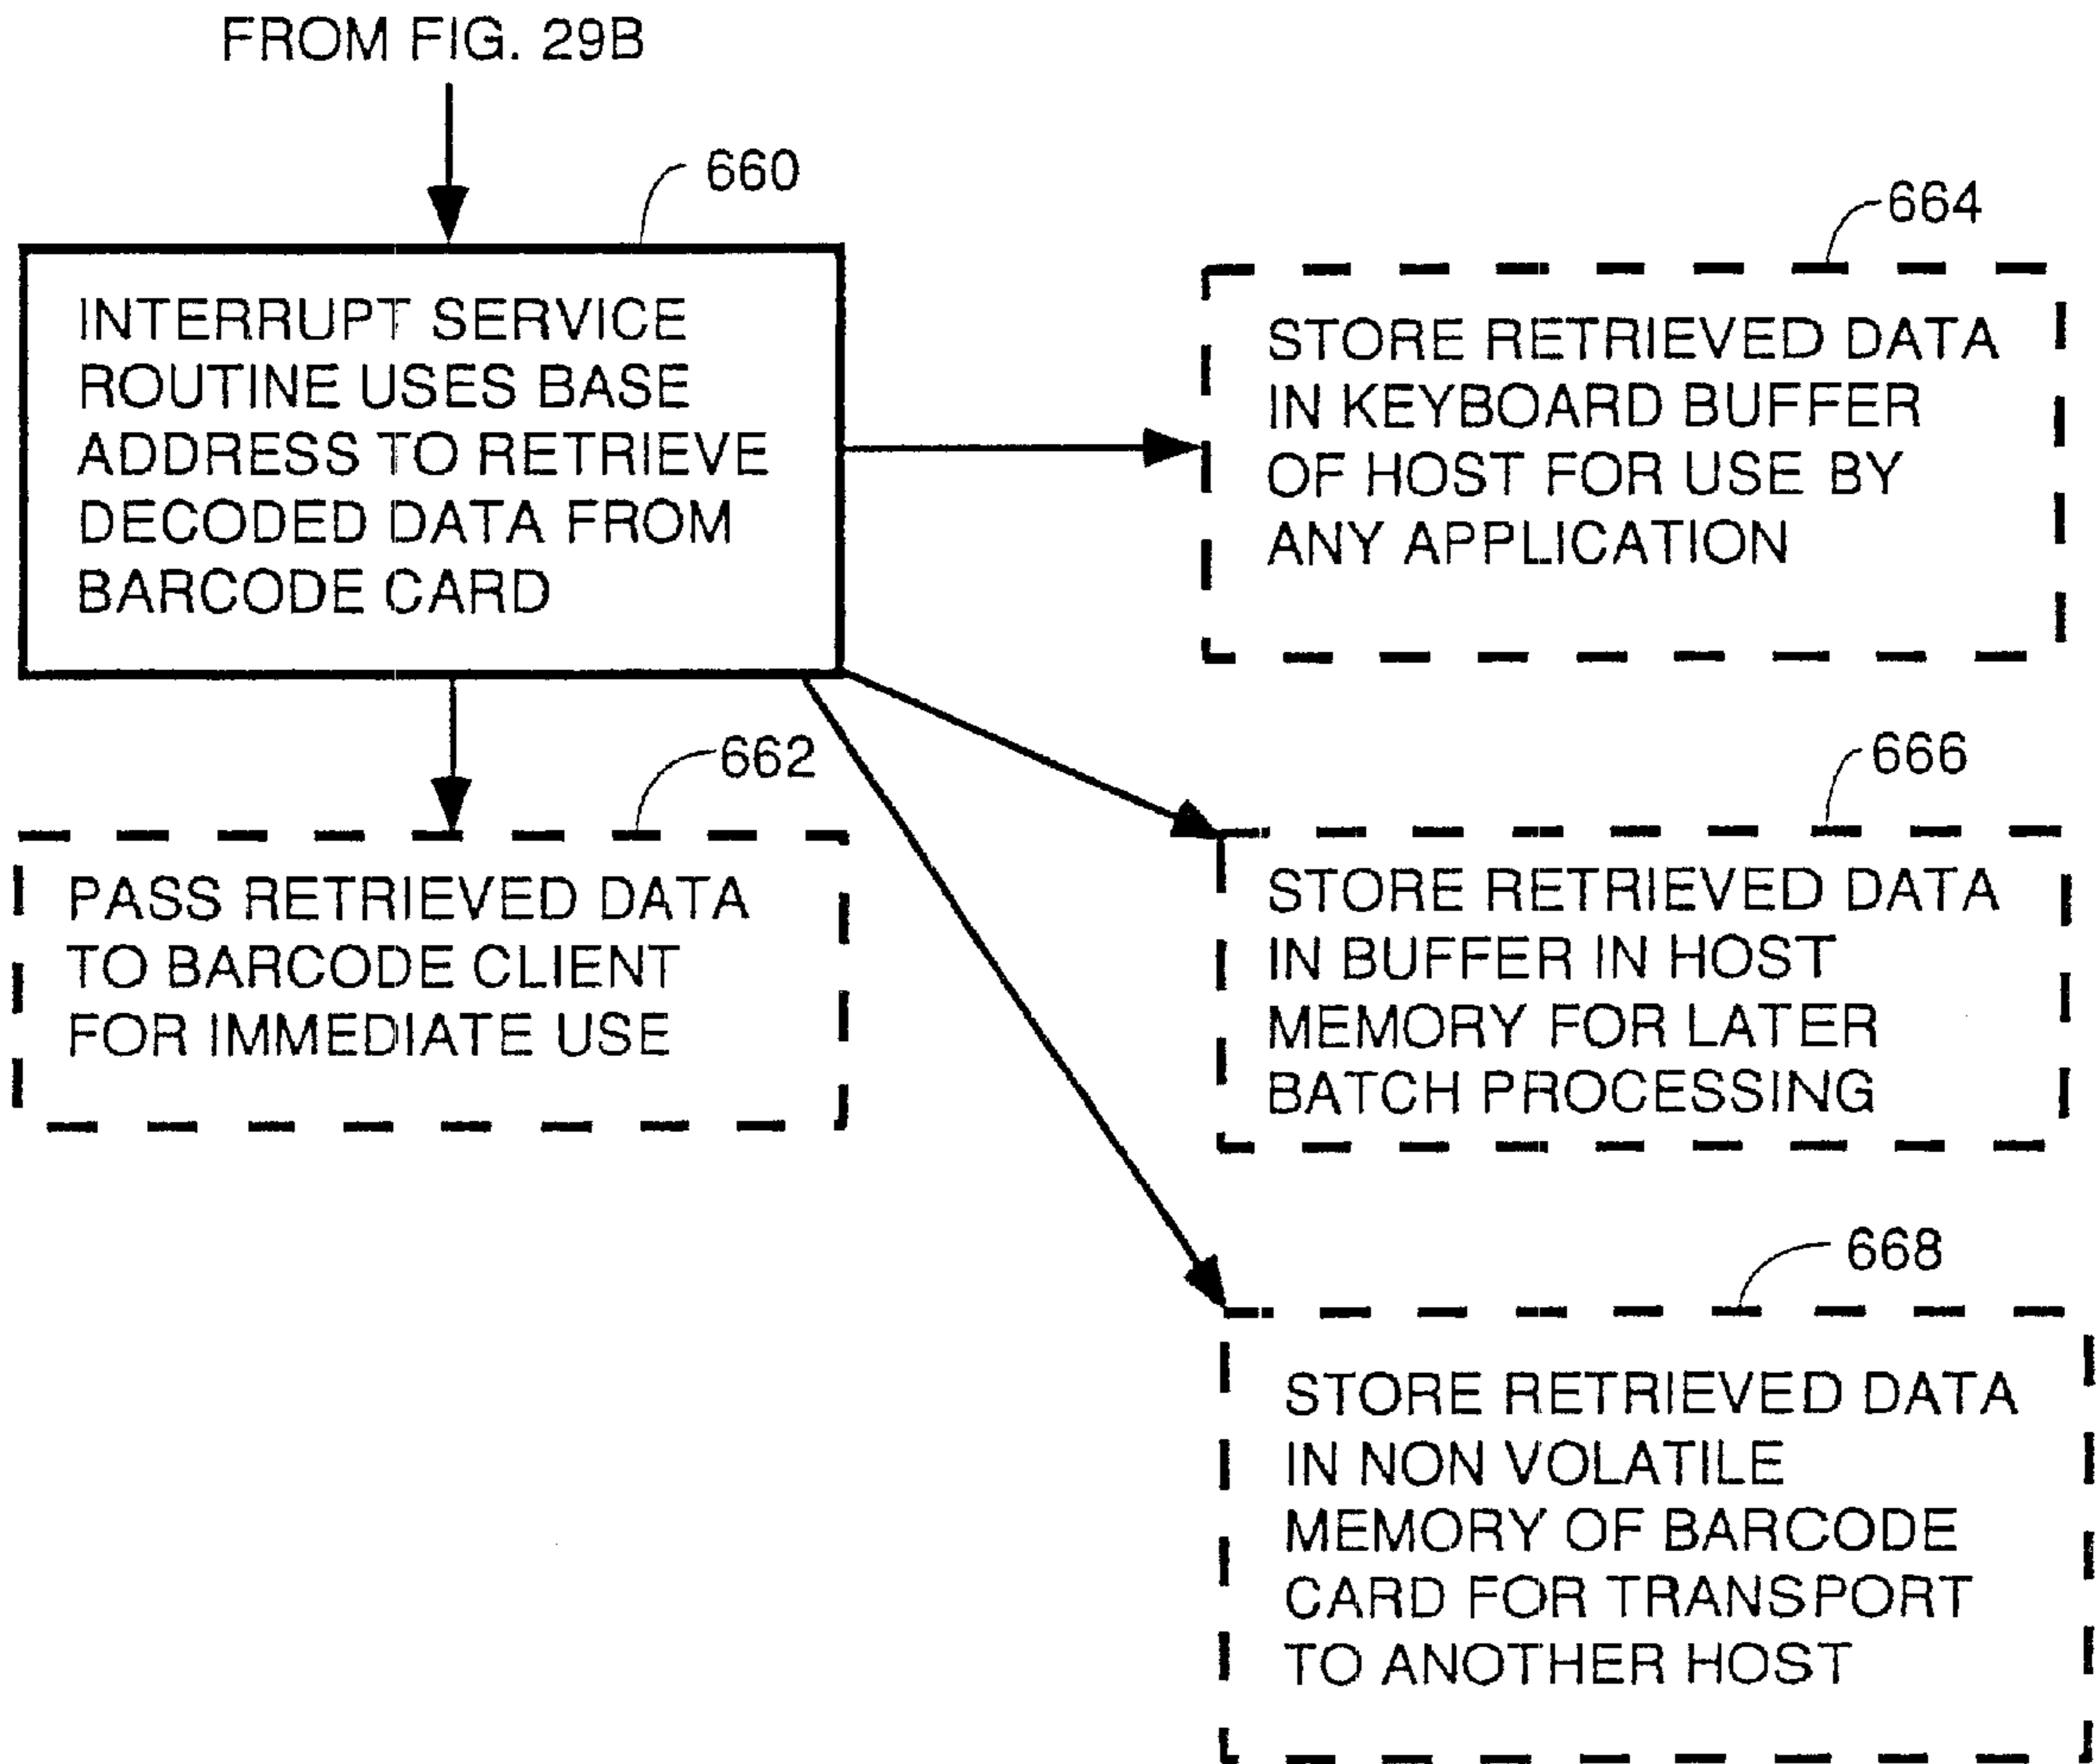 FROM FIG. 29B
660
INTERRUPT SERVICE
ROUTINE USES BASE
ADDRESS TO RETRIEVE
DECODED DATA FROM
BARCODE CARD
664
STORE RETRIEVED DATA
IN KEYBOARD BUFFER
OF HOST FOR USE BY
ANY APPLICATION
662
PASS RETRIEVED DATA
TO BARCODE CLIENT
FOR IMMEDIATE USE
666
STORE RETRIEVED DATA
IN BUFFER IN HOST
MEMORY FOR LATER
BATCH PROCESSING
668
STORE RETRIEVED DATA
IN NON VOLATILE
MEMORY OF BARCODE
CARD FOR TRANSPORT
TO ANOTHER HOST